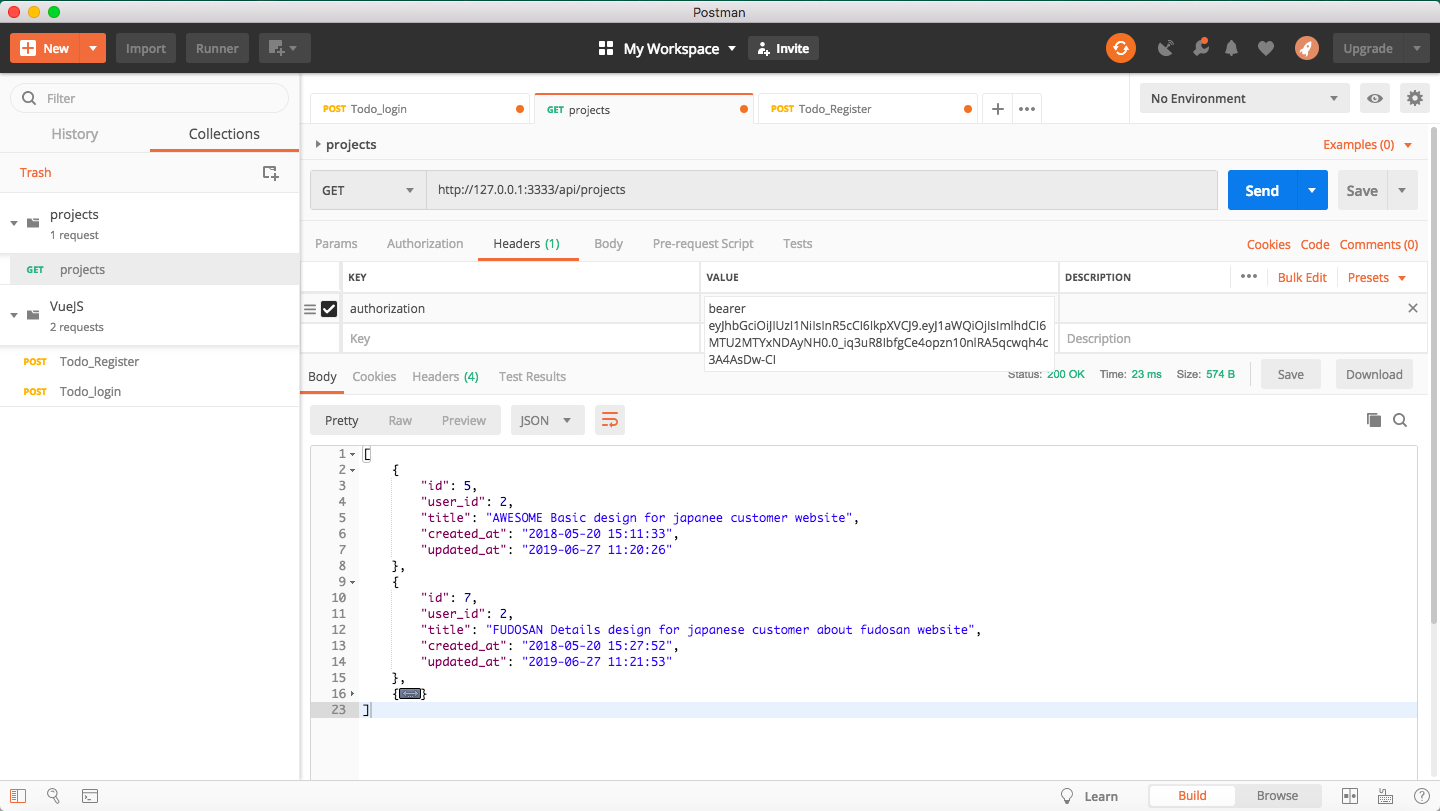 Postman
New
Import
Runner
My Workspace
Invite
Upgrade
Filter
History
Collections
Trash
projects
1 request
GET projects
VueJS
2 requests
POST Todo_Register
POST Todo_login
POST Todo_login
GET projects
POST Todo_Register
No Environment
projects
Examples (0)
GET
http://127.0.0.1:3333/api/projects
Send
Save
Params
Authorization
Headers (1)
Body
Pre-request Script
Tests
Cookies
Code
Comments (0)
KEY
VALUE
DESCRIPTION
Bulk Edit
Presets
authorization
bearer
eyJhbGciOiJIUzI1NiIsInR5cCI6IkpXVCJ9.eyJ1aWQiOjIsImlhdCI6
MTU2MTYxNDAyNH0.0_iq3uR8IbfgCe4opzn10nlRA5qcwqh4c
3A4AsDw-CI
Key
Description
Body
Cookies
Headers (4)
Test Results
Status: 200 OK
Time: 23 ms
Size: 574 B
Save
Download
Pretty
Raw
Preview
JSON
1 [
2 {
3 "id": 5,
4 "user_id": 2,
5 "title": "AWESOME Basic design for japanee customer website",
6 "created_at": "2018-05-20 15:11:33",
7 "updated_at": "2019-06-27 11:20:26"
8 },
9 {
10 "id": 7,
11 "user_id": 2,
12 "title": "FUDOSAN Details design for japanese customer about fudosan website",
13 "created_at": "2018-05-20 15:27:52",
14 "updated_at": "2019-06-27 11:21:53"
15 },
16 {}
23 ]
Learn
Build
Browse